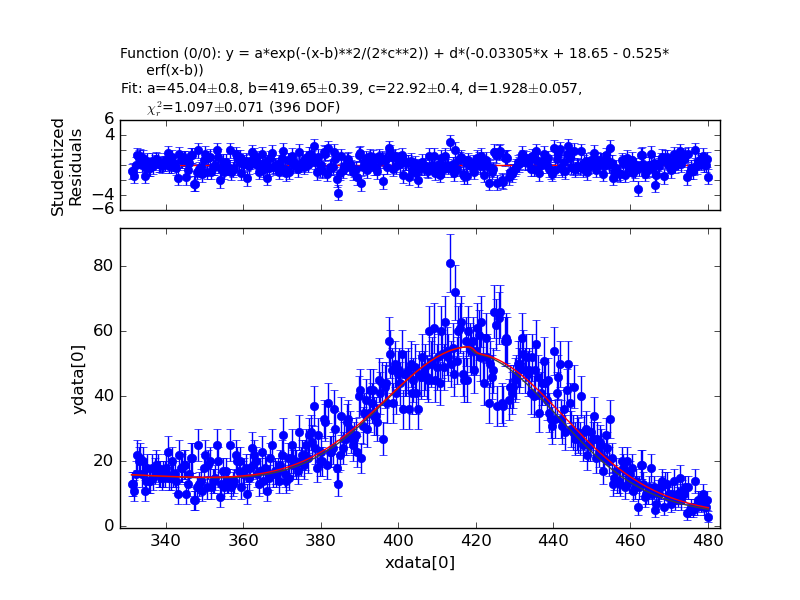 Function (0/0): y = a*exp(-(x-b)**2/(2*c**2)) + d*(-0.03305*x + 18.65 - 0.525*
erf(x-b))
Fit: a=45.04±0.8, b=419.65±0.39, c=22.92±0.4, d=1.928±0.057,
χ²ᵣ=1.097±0.071 (396 DOF)
6
4
−4
−6
Studentized
Residuals
80
60
40
20
0
ydata[0]
340 360 380 400 420 440 460 480
xdata[0]